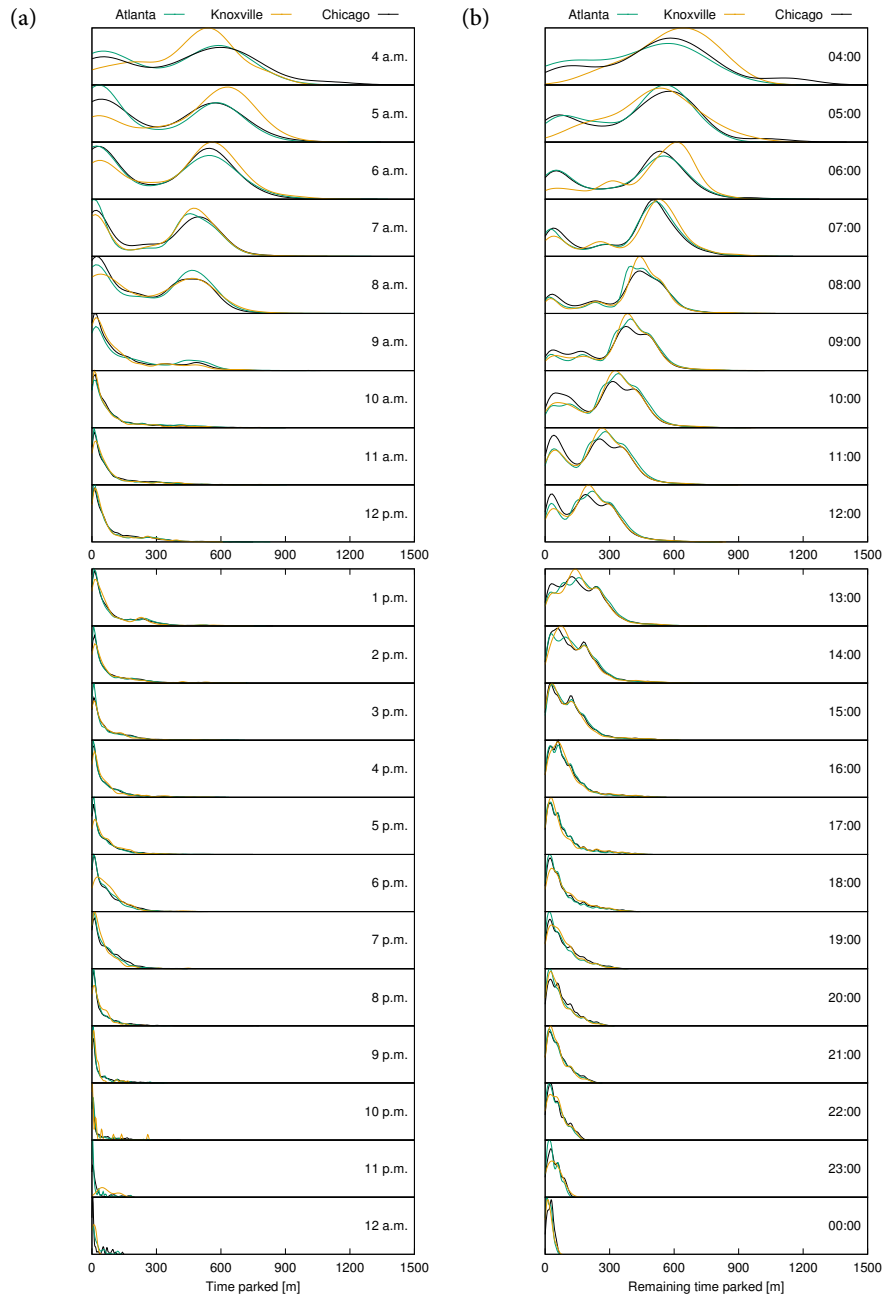 (a)
Atlanta Knoxville Chicago
4 a.m.
5 a.m.
6 a.m.
7 a.m.
8 a.m.
9 a.m.
10 a.m.
11 a.m.
12 p.m.
0 300 600 900 1200 1500
1 p.m.
2 p.m.
3 p.m.
4 p.m.
5 p.m.
6 p.m.
7 p.m.
8 p.m.
9 p.m.
10 p.m.
11 p.m.
12 a.m.
0 300 600 900 1200 1500
Time parked [m]
(b)
Atlanta Knoxville Chicago
04:00
05:00
06:00
07:00
08:00
09:00
10:00
11:00
12:00
0 300 600 900 1200 1500
13:00
14:00
15:00
16:00
17:00
18:00
19:00
20:00
21:00
22:00
23:00
00:00
0 300 600 900 1200 1500
Remaining time parked [m]